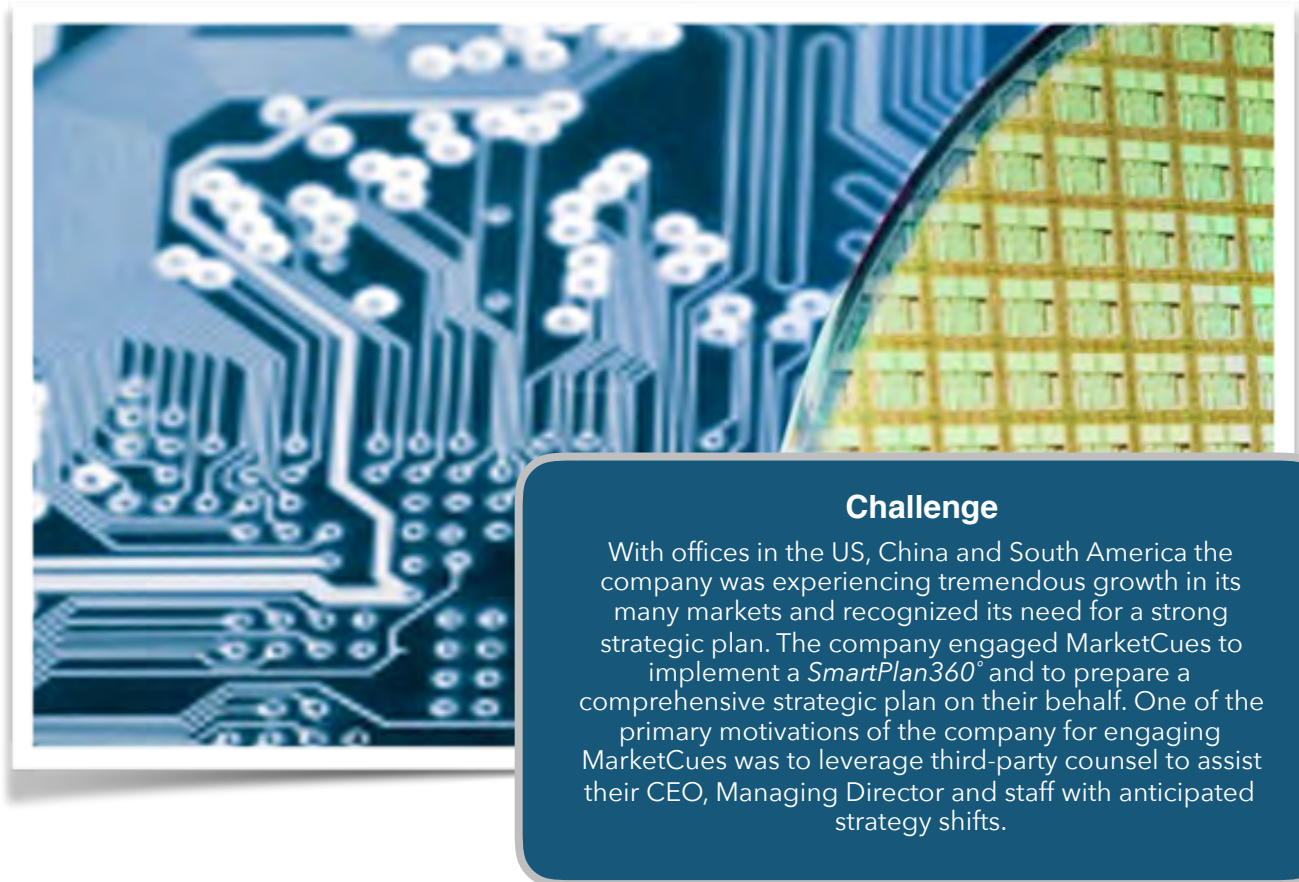 Challenge
With offices in the US, China and South America the
company was experiencing tremendous growth in its
many markets and recognized its need for a strong
strategic plan. The company engaged MarketCues to
implement a SmartPlan360° and to prepare a
comprehensive strategic plan on their behalf. One of the
primary motivations of the company for engaging
MarketCues was to leverage third-party counsel to assist
their CEO, Managing Director and staff with anticipated
strategy shifts.